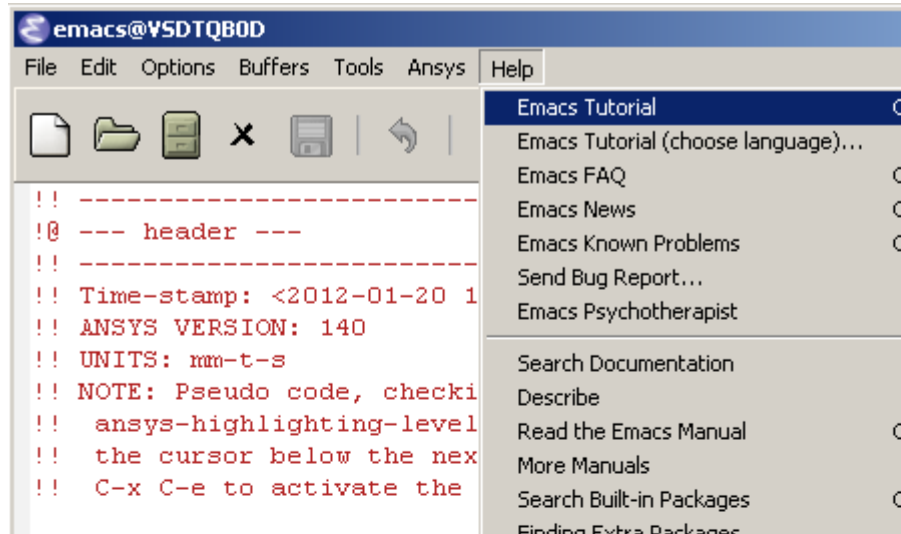 emacs@VSDTQB0D
File Edit Options Buffers Tools Ansys Help
Emacs Tutorial
Emacs Tutorial (choose language)...
Emacs FAQ
Emacs News
Emacs Known Problems
Send Bug Report...
Emacs Psychotherapist
Search Documentation
Describe
Read the Emacs Manual
More Manuals
Search Built-in Packages
Finding Extra Packages
!! -------------------------
!@ --- header ---
!! -------------------------
!! Time-stamp: <2012-01-20 1
!! ANSYS VERSION: 140
!! UNITS: mm-t-s
!! NOTE: Pseudo code, checki
!!  ansys-highlighting-level
!!  the cursor below the nex
!!  C-x C-e to activate the